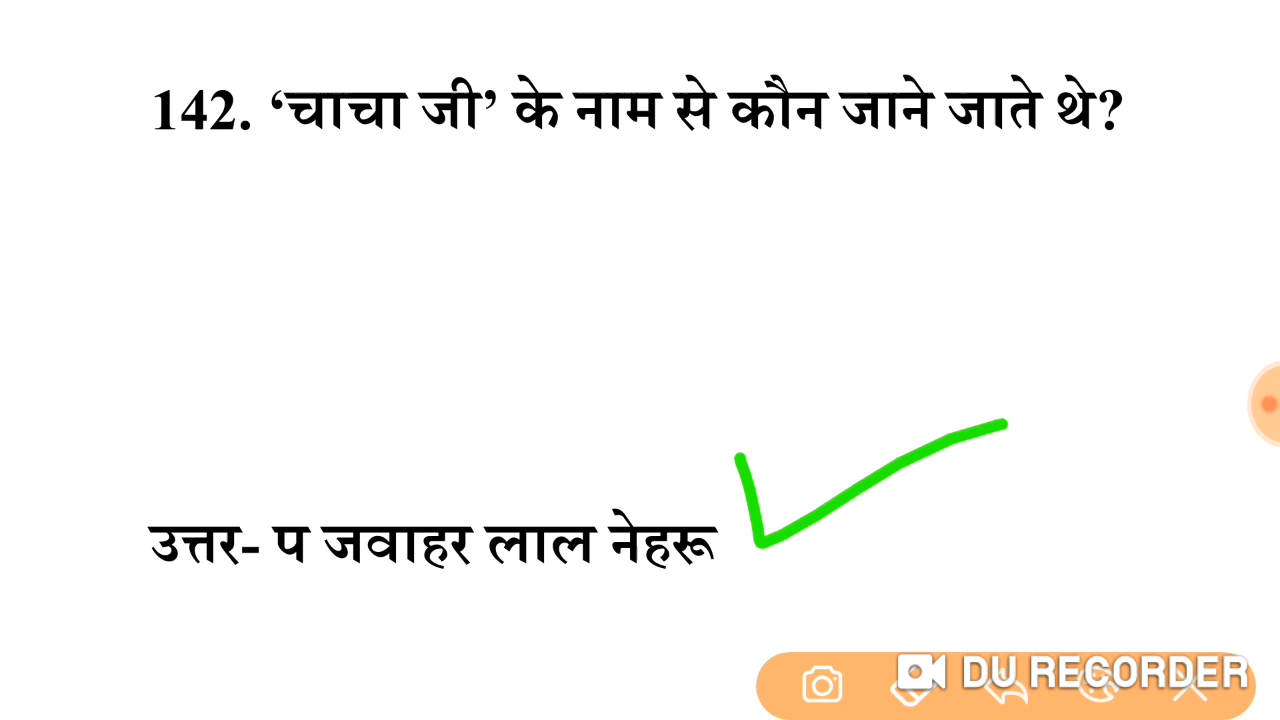 142. ‘चाचा जी’ के नाम से कौन जाने जाते थे?
उत्तर- प जवाहर लाल नेहरू
DU RECORDER